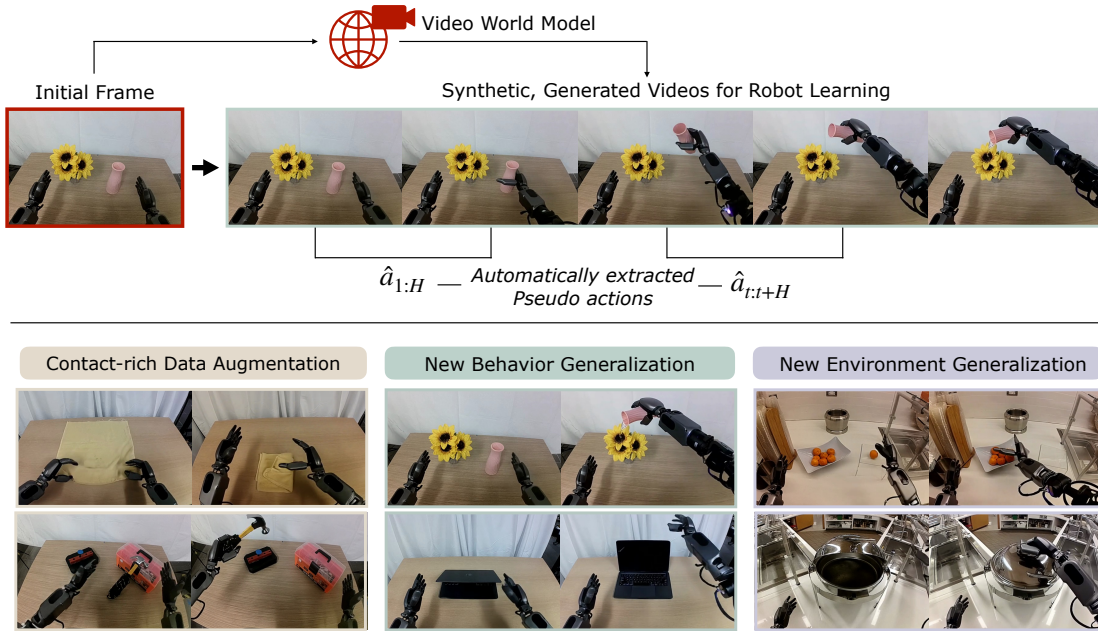 Video World Model
Initial Frame
Synthetic, Generated Videos for Robot Learning
â₁:H — Automatically extracted — âₜ:ₜ₊H
Pseudo actions
Contact-rich Data Augmentation
New Behavior Generalization
New Environment Generalization